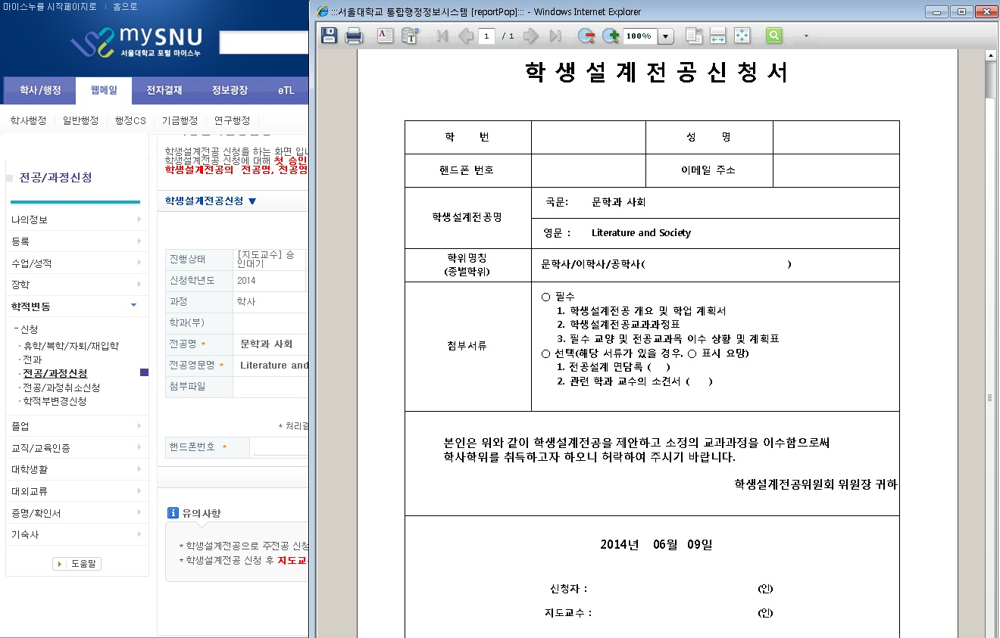 마이스누를 시작페이지로 홈으로
mySNU
서울대학교 포털 마이스누
학사/행정 웹메일 전자결재 정보광장 eTL
학사행정 일반행정 행정CS 기금행정 연구행정
전공/과정신청
나의정보
등록
수업/성적
장학
학적변동
신청
휴학/복학/자퇴/재입학
전과
전공/과정신청
전공/과정취소신청
학적부변경신청
졸업
교직/교육인증
대학생활
대외교류
증명/확인서
기숙사
도움말
학생설계전공 신청을 하는 화면 입니
학생설계전공 신청에 대해 첫 승인
학생설계전공의 전공명, 전공영
학생설계전공신청 ▼
진행상태 [지도교수] 승
인대기
신청학년도 2014
과정 학사
학과(부)
전공명 * 문학과 사회
전공영문명 * Literature and
첨부파일
* 처리결
핸드폰번호 *
i 유의사항
* 학생설계전공으로 주전공 신청
* 학생설계전공 신청 후 지도교
:::서울대학교 통합행정정보시스템 [reportPop]::: - Windows Internet Explorer
1 / 1 100%
학생설계전공신청서
학 번 성 명
핸드폰 번호 이메일 주소
학생설계전공명
국문: 문학과 사회
영문 : Literature and Society
학위명칭
(종별학위)
문학사/이학사/공학사( )
첨부서류
○ 필수
1. 학생설계전공 개요 및 학업 계획서
2. 학생설계전공교과과정표
3. 필수 교양 및 전공교과목 이수 상황 및 계획표
○ 선택(해당 서류가 있을 경우, ○ 표시 요망)
1. 전공설계 면담록 ( )
2. 관련 학과 교수의 소견서 ( )
본인은 위와 같이 학생설계전공을 제안하고 소정의 교과과정을 이수함으로써
학사학위를 취득하고자 하오니 허락하여 주시기 바랍니다.
학생설계전공위원회 위원장 귀하
2014년 06월 09일
신청자 : (인)
지도교수 : (인)